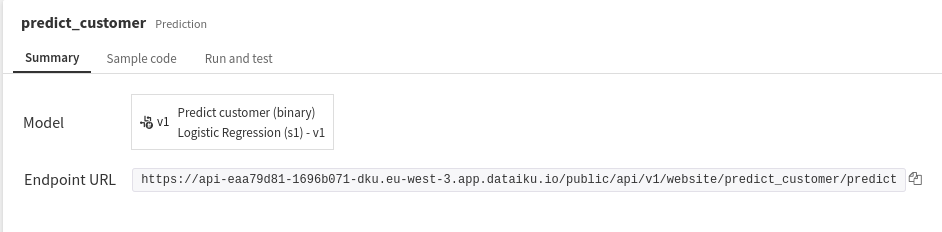 predict_customer Prediction
Summary Sample code Run and test
Model
v1
Predict customer (binary)
Logistic Regression (s1) - v1
Endpoint URL https://api-eaa79d81-1696b071-dku.eu-west-3.app.dataiku.io/public/api/v1/website/predict_customer/predict